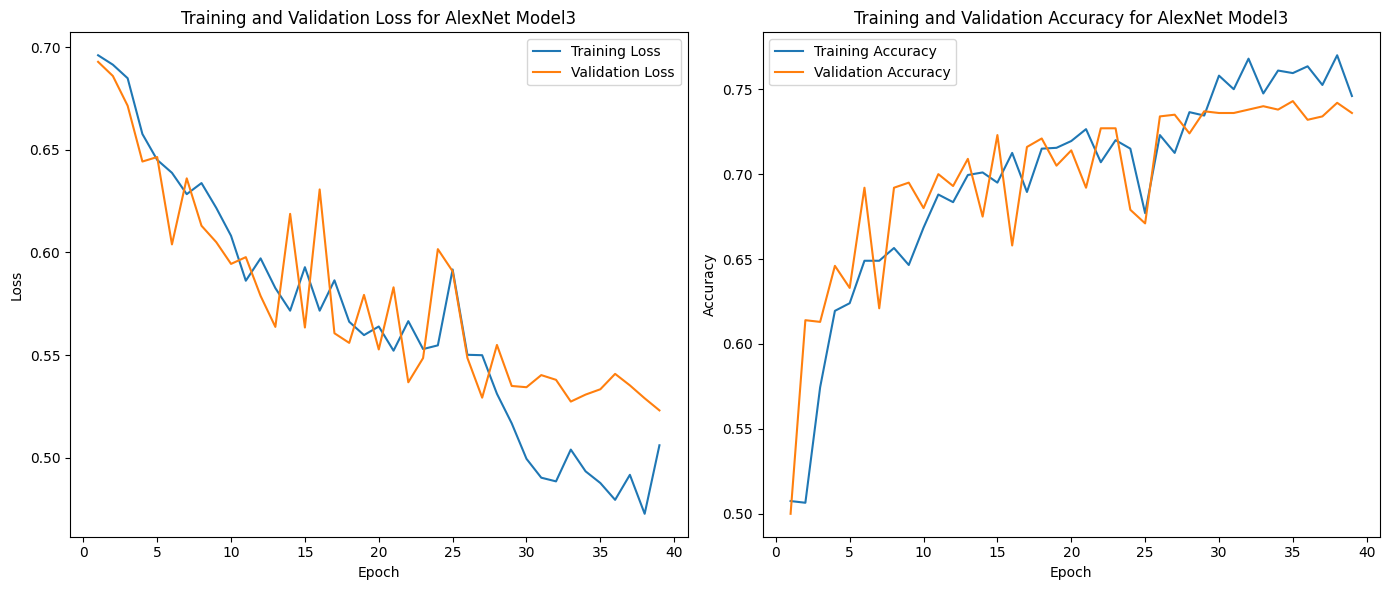 Training and Validation Loss for AlexNet Model3
Training Loss
Validation Loss
0.70
0.65
0.60
0.55
0.50
Loss
0 5 10 15 20 25 30 35 40
Epoch
Training and Validation Accuracy for AlexNet Model3
Training Accuracy
Validation Accuracy
0.75
0.70
0.65
0.60
0.55
0.50
Accuracy
0 5 10 15 20 25 30 35 40
Epoch